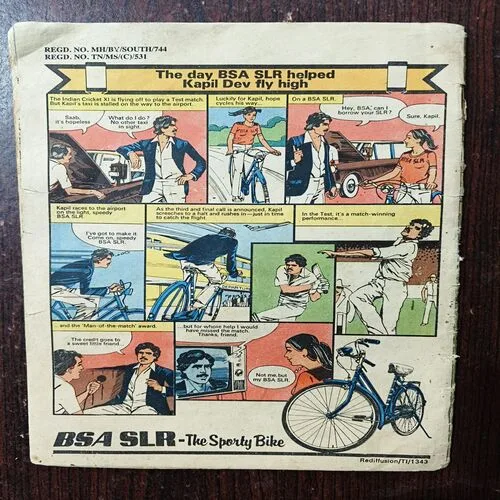 REGD. NO. MH/BY/SOUTH/744
REGD. NO. TN/MS/(C)/531
The day BSA SLR helped
Kapil Dev fly high
The Indian Cricket XI is flying off to play a Test match.
But Kapil's taxi is stalled on the way to the airport.
Saab,
it's hopeless
What do I do?
No other taxi
in sight.
Luckily for Kapil, hope
cycles his way...
On a BSA SLR.
Hey, BSA, can I
borrow your SLR?
Sure, Kapil.
BSA SLR
Kapil races to the airport
on the light, speedy
BSA SLR.
I've got to make it.
Come on, speedy
BSA SLR.
As the third and final call is announced, Kapil
screeches to a halt and rushes in—just in time
to catch the flight.
In the Test, it's a match-winning
performance...
...and the 'Man-of-the-match' award.
The credit goes to
a sweet little friend.
...but for whose help I would
have missed the match.
Thanks, friend.
Not me, but
my BSA SLR.
BSA SLR - The Sporty Bike
Rediffusion/TI/1343